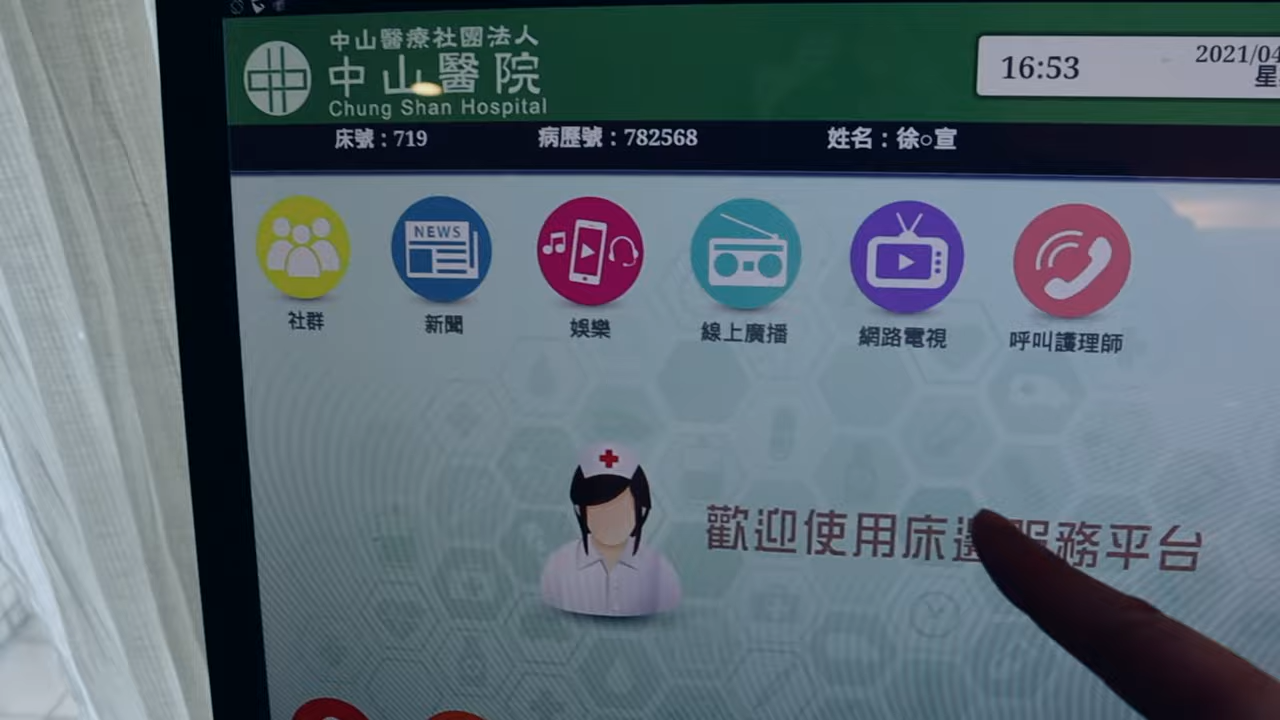 中山醫療社團法人
中山醫院
Chung Shan Hospital
16:53
2021/04
星
床號：719
病歷號：782568
姓名：徐○宣
NEWS
社群
新聞
娛樂
線上廣播
網路電視
呼叫護理師
歡迎使用床邊服務平台